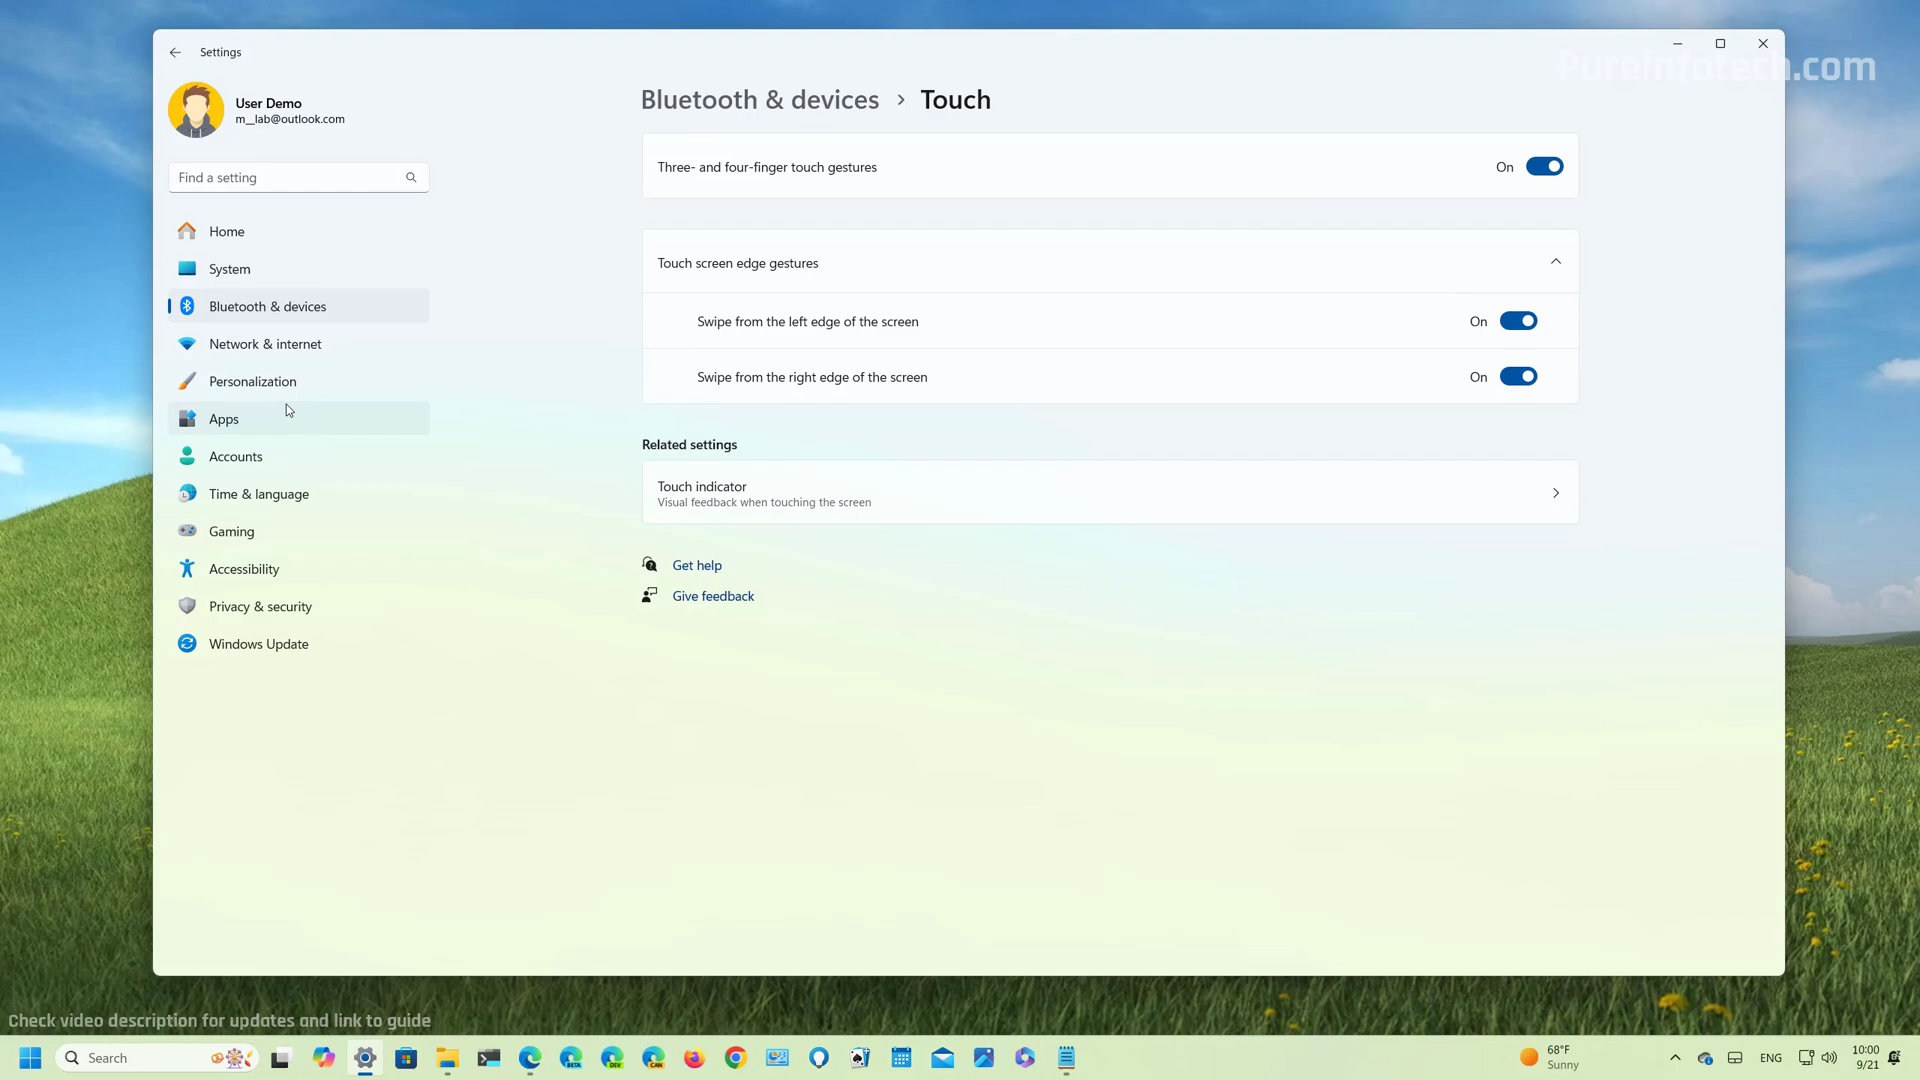 Settings
Pureinfotech.com
User Demo
m__lab@outlook.com
Find a setting
Home
System
Bluetooth & devices
Network & internet
Personalization
Apps
Accounts
Time & language
Gaming
Accessibility
Privacy & security
Windows Update
Bluetooth & devices > Touch
Three- and four-finger touch gestures On
Touch screen edge gestures
Swipe from the left edge of the screen On
Swipe from the right edge of the screen On
Related settings
Touch indicator
Visual feedback when touching the screen
Get help
Give feedback
Check video description for updates and link to guide
Search
BETA
DEV
CAN
68°F
Sunny
ENG
10:00
9/21